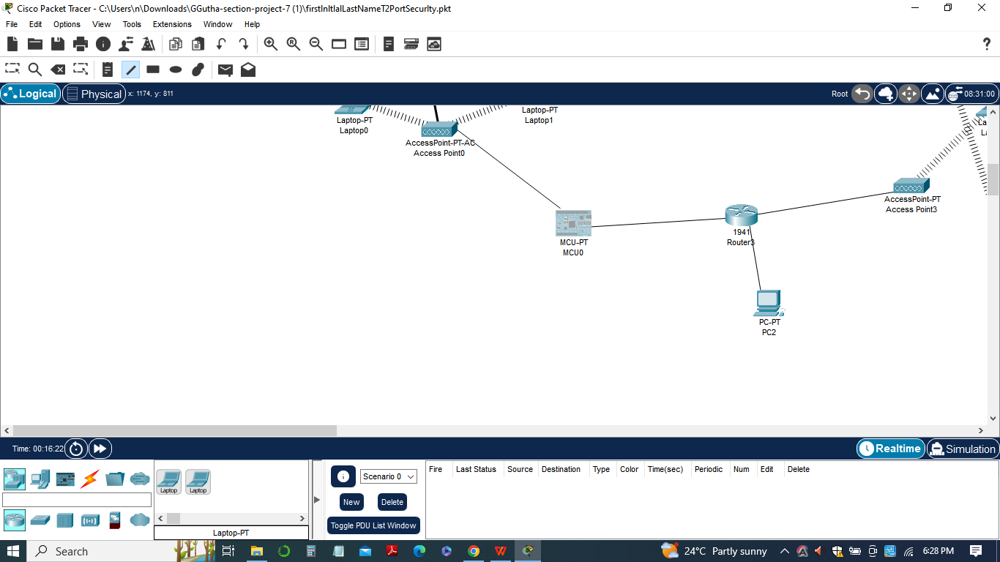 Cisco Packet Tracer - C:\Users\n\Downloads\GGutha-section-project-7 (1)\firstInItIalLastNameT2PortSecurIty.pkt
File Edit Options View Tools Extensions Window Help
Logical Physical x: 1174, y: 811 Root 08:31:00
Laptop-PT
Laptop0
Laptop-PT
Laptop1
AccessPoint-PT-AC
Access Point0
La
La
AccessPoint-PT
Access Point3
MCU-PT
MCU0
1941
Router3
PC-PT
PC2
Time: 00:16:22 Realtime Simulation
Laptop Laptop
Laptop-PT
Scenario 0
New Delete
Toggle PDU List Window
Fire Last Status Source Destination Type Color Time(sec) Periodic Num Edit Delete
Search 24°C Partly sunny 6:28 PM